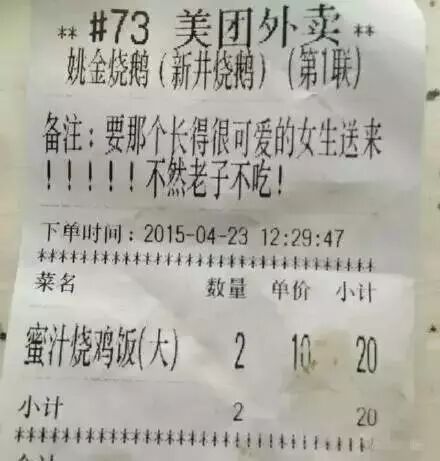 ** #73 美团外卖 **
姚金烧鹅(新井烧鹅)(第1联)
备注:要那个长得很可爱的女生送来
!!!!!不然老子不吃!
下单时间:2015-04-23 12:29:47
************************************
菜名 数量 单价 小计
蜜汁烧鸡饭(大) 2 10 20
小计 2 20
************************************